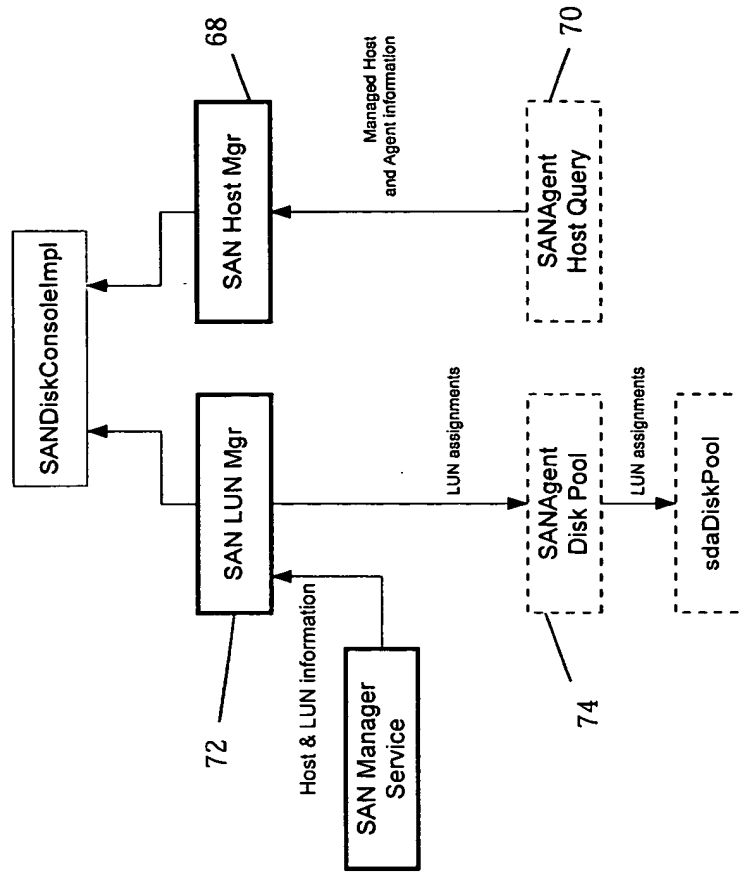 SANDiskConsoleImpl
SAN LUN Mgr
SAN Host Mgr
68
72
Host & LUN information
SAN Manager
Service
LUN assignments
Managed Host
and Agent information
SANAgent
Disk Pool
74
SANAgent
Host Query
70
LUN assignments
sdaDiskPool